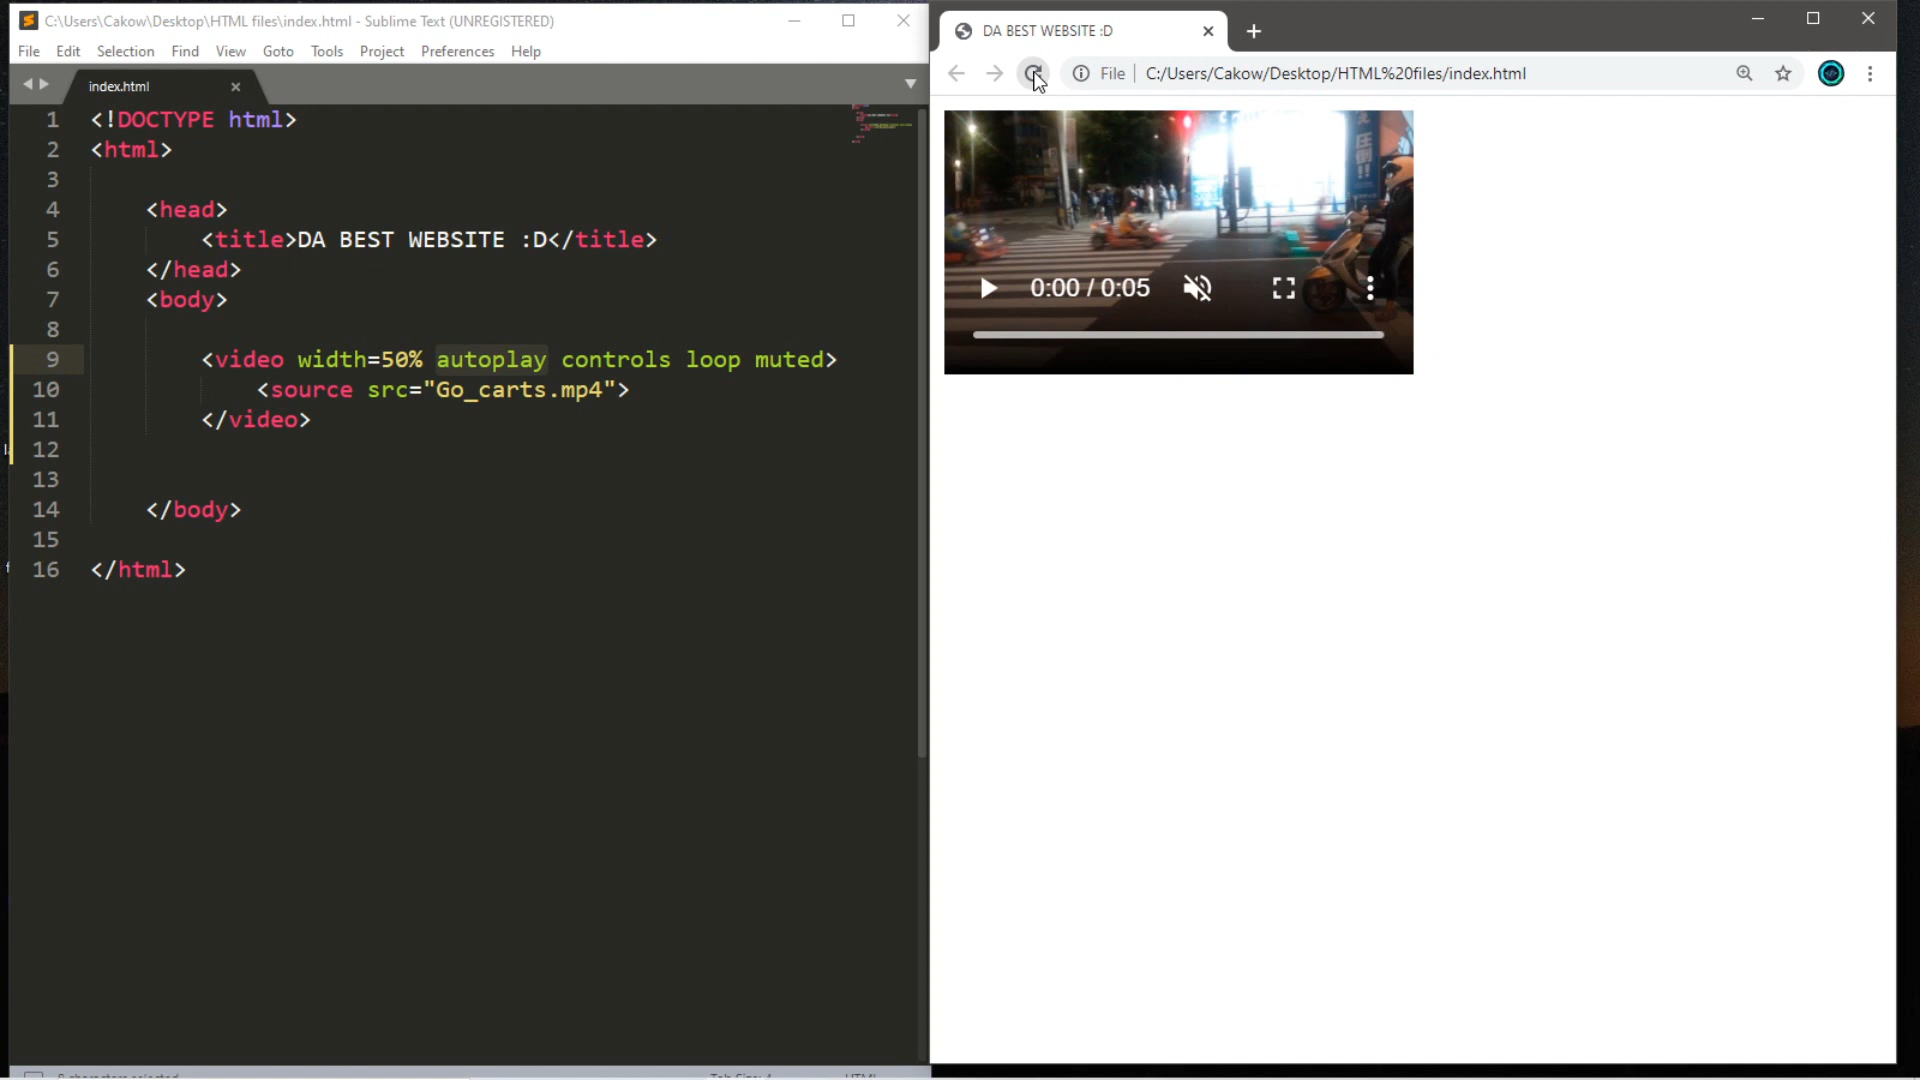 C:\Users\Cakow\Desktop\HTML files\index.html - Sublime Text (UNREGISTERED)
File Edit Selection Find View Goto Tools Project Preferences Help
index.html
1 <!DOCTYPE html>
2 <html>
3
4 <head>
5 <title>DA BEST WEBSITE :D</title>
6 </head>
7 <body>
8
9 <video width=50% autoplay controls loop muted>
10 <source src="Go_carts.mp4">
11 </video>
12
13
14 </body>
15
16 </html>
DA BEST WEBSITE :D
File C:/Users/Cakow/Desktop/HTML%20files/index.html
圧倒!!
0:00 / 0:05